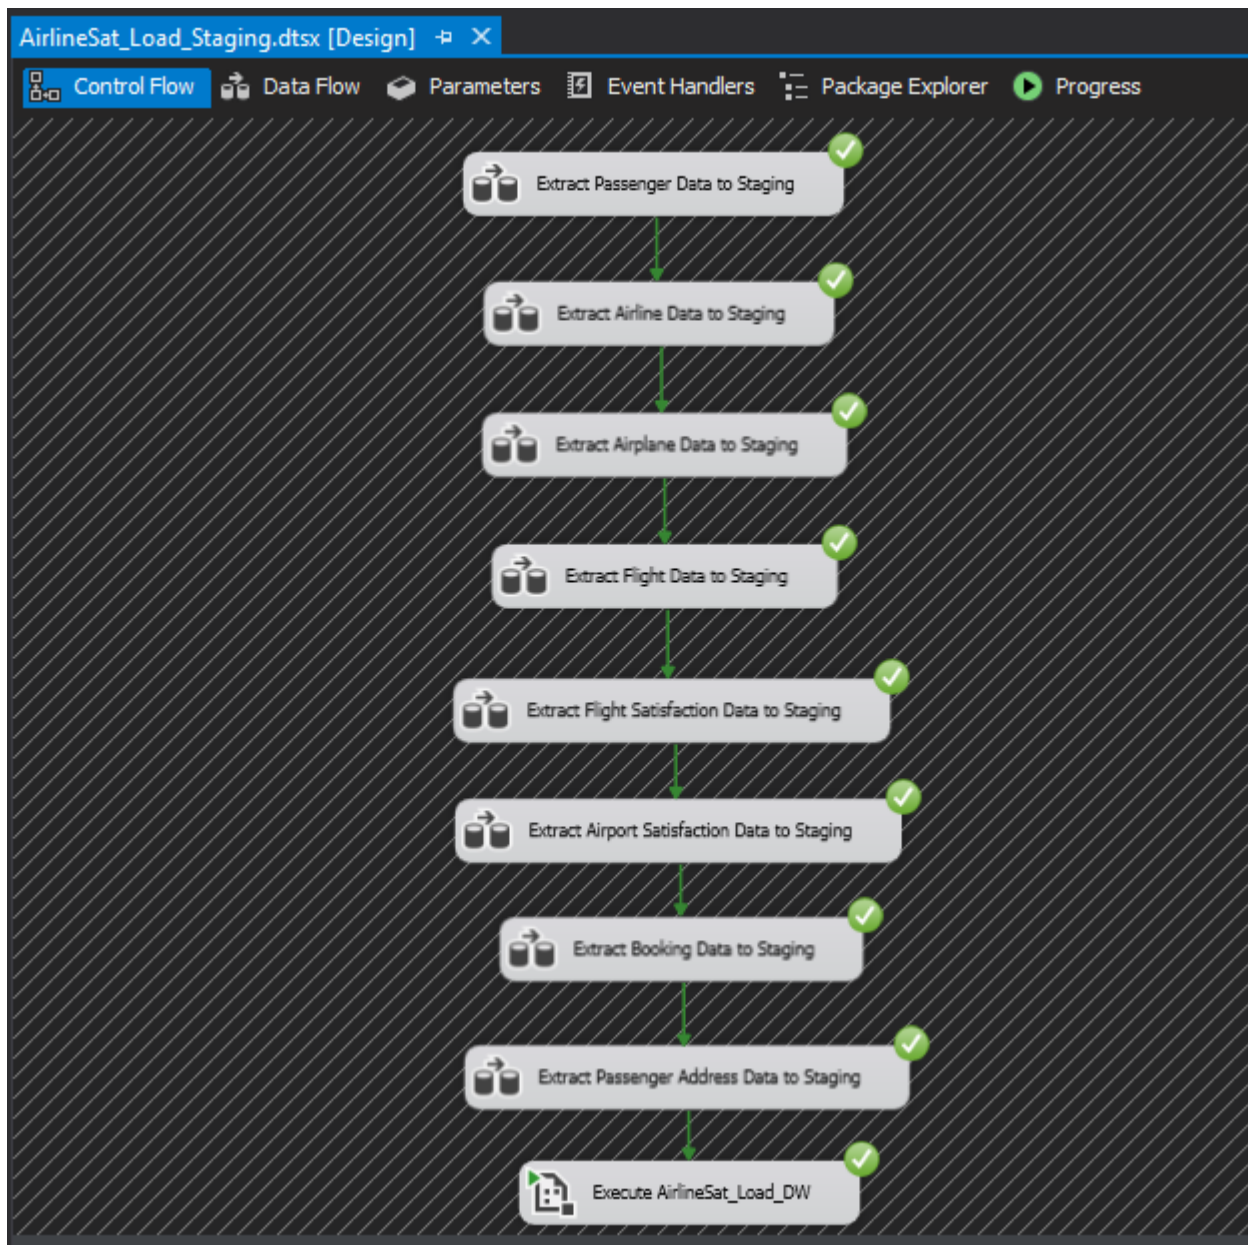 AirlineSat_Load_Staging.dtsx [Design]
Control Flow Data Flow Parameters Event Handlers Package Explorer Progress
Extract Passenger Data to Staging
Extract Airline Data to Staging
Extract Airplane Data to Staging
Extract Flight Data to Staging
Extract Flight Satisfaction Data to Staging
Extract Airport Satisfaction Data to Staging
Extract Booking Data to Staging
Extract Passenger Address Data to Staging
Execute AirlineSat_Load_DW